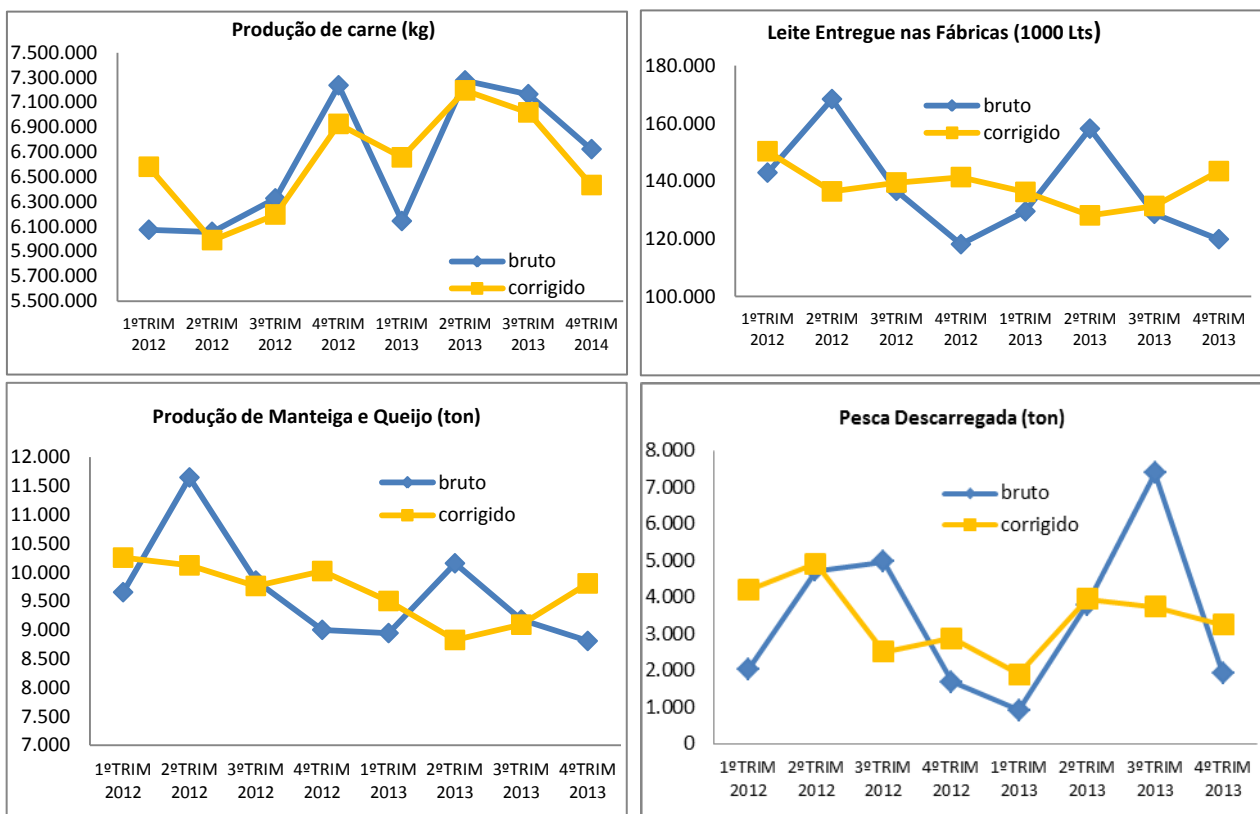 Produção de carne (kg)
7.500.000
7.300.000
7.100.000
6.900.000
6.700.000
6.500.000
6.300.000
6.100.000
5.900.000
5.700.000
5.500.000
bruto
corrigido
1ºTRIM 2ºTRIM 3ºTRIM 4ºTRIM 1ºTRIM 2ºTRIM 3ºTRIM 4ºTRIM
2012 2012 2012 2012 2013 2013 2013 2014
Leite Entregue nas Fábricas (1000 Lts)
180.000
160.000
140.000
120.000
100.000
bruto
corrigido
1ºTRIM 2ºTRIM 3ºTRIM 4ºTRIM 1ºTRIM 2ºTRIM 3ºTRIM 4ºTRIM
2012 2012 2012 2012 2013 2013 2013 2013
Produção de Manteiga e Queijo (ton)
12.000
11.500
11.000
10.500
10.000
9.500
9.000
8.500
8.000
7.500
7.000
bruto
corrigido
1ºTRIM 2ºTRIM 3ºTRIM 4ºTRIM 1ºTRIM 2ºTRIM 3ºTRIM 4ºTRIM
2012 2012 2012 2012 2013 2013 2013 2013
Pesca Descarregada (ton)
8.000
7.000
6.000
5.000
4.000
3.000
2.000
1.000
0
bruto
corrigido
1ºTRIM 2ºTRIM 3ºTRIM 4ºTRIM 1ºTRIM 2ºTRIM 3ºTRIM 4ºTRIM
2012 2012 2012 2012 2013 2013 2013 2013